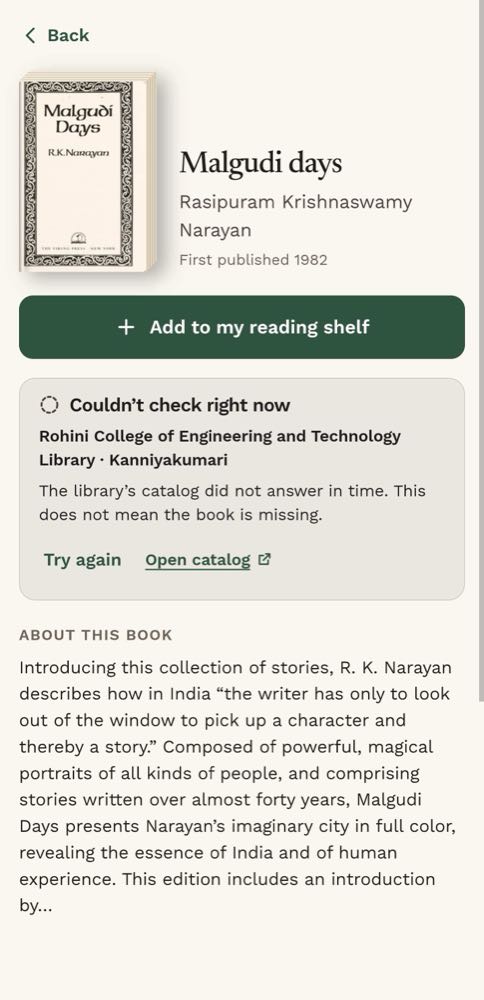 Back
Malgudi
Days
R.K.Narayan
THE VIKING PRESS NEW YORK
Malgudi days
Rasipuram Krishnaswamy
Narayan
First published 1982
Add to my reading shelf
Couldn’t check right now
Rohini College of Engineering and Technology
Library · Kanniyakumari
The library’s catalog did not answer in time. This
does not mean the book is missing.
Try again Open catalog
ABOUT THIS BOOK
Introducing this collection of stories, R. K. Narayan
describes how in India “the writer has only to look
out of the window to pick up a character and
thereby a story.” Composed of powerful, magical
portraits of all kinds of people, and comprising
stories written over almost forty years, Malgudi
Days presents Narayan’s imaginary city in full color,
revealing the essence of India and of human
experience. This edition includes an introduction
by...